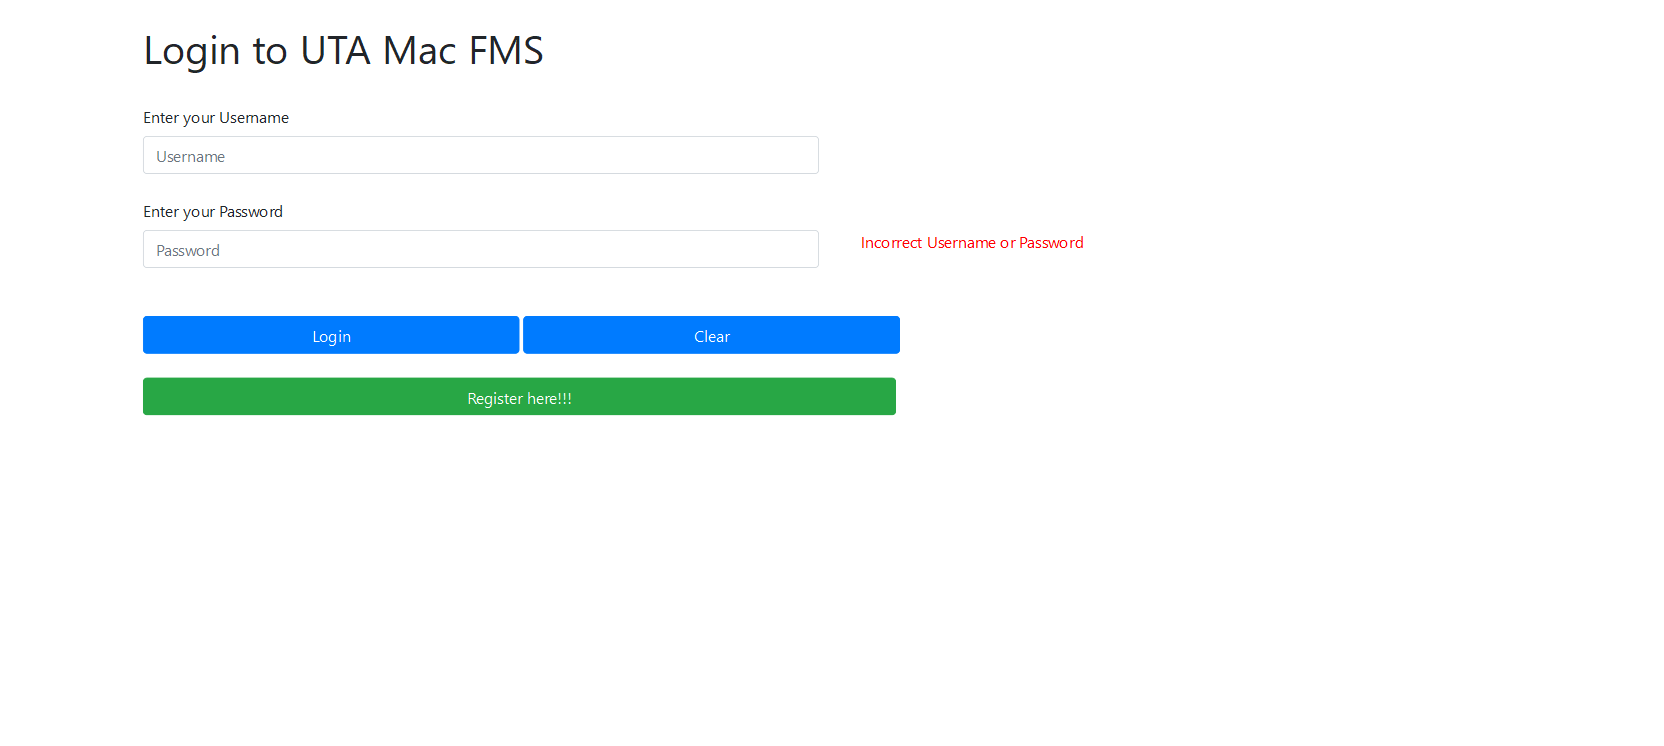 Login to UTA Mac FMS
Enter your Username
Username
Enter your Password
Password
Incorrect Username or Password
Login
Clear
Register here!!!